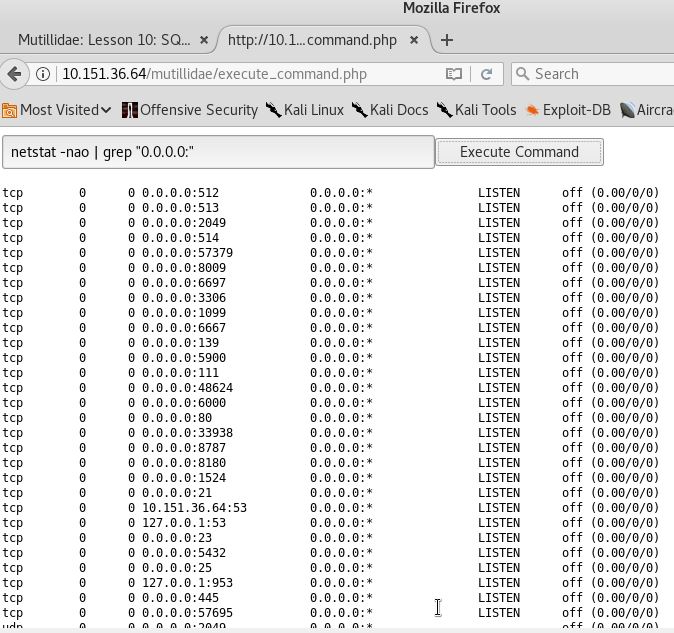 Mozilla Firefox
Mutillidae: Lesson 10: SQ... × http://10.1...command.php × +
10.151.36.64/mutillidae/execute_command.php Search
Most Visited Offensive Security Kali Linux Kali Docs Kali Tools Exploit-DB Aircra
netstat -nao | grep "0.0.0.0:" Execute Command
tcp 0 0 0.0.0.0:512 0.0.0.0:* LISTEN off (0.00/0/0)
tcp 0 0 0.0.0.0:513 0.0.0.0:* LISTEN off (0.00/0/0)
tcp 0 0 0.0.0.0:2049 0.0.0.0:* LISTEN off (0.00/0/0)
tcp 0 0 0.0.0.0:514 0.0.0.0:* LISTEN off (0.00/0/0)
tcp 0 0 0.0.0.0:57379 0.0.0.0:* LISTEN off (0.00/0/0)
tcp 0 0 0.0.0.0:8009 0.0.0.0:* LISTEN off (0.00/0/0)
tcp 0 0 0.0.0.0:6697 0.0.0.0:* LISTEN off (0.00/0/0)
tcp 0 0 0.0.0.0:3306 0.0.0.0:* LISTEN off (0.00/0/0)
tcp 0 0 0.0.0.0:1099 0.0.0.0:* LISTEN off (0.00/0/0)
tcp 0 0 0.0.0.0:6667 0.0.0.0:* LISTEN off (0.00/0/0)
tcp 0 0 0.0.0.0:139 0.0.0.0:* LISTEN off (0.00/0/0)
tcp 0 0 0.0.0.0:5900 0.0.0.0:* LISTEN off (0.00/0/0)
tcp 0 0 0.0.0.0:111 0.0.0.0:* LISTEN off (0.00/0/0)
tcp 0 0 0.0.0.0:48624 0.0.0.0:* LISTEN off (0.00/0/0)
tcp 0 0 0.0.0.0:6000 0.0.0.0:* LISTEN off (0.00/0/0)
tcp 0 0 0.0.0.0:80 0.0.0.0:* LISTEN off (0.00/0/0)
tcp 0 0 0.0.0.0:33938 0.0.0.0:* LISTEN off (0.00/0/0)
tcp 0 0 0.0.0.0:8787 0.0.0.0:* LISTEN off (0.00/0/0)
tcp 0 0 0.0.0.0:8180 0.0.0.0:* LISTEN off (0.00/0/0)
tcp 0 0 0.0.0.0:1524 0.0.0.0:* LISTEN off (0.00/0/0)
tcp 0 0 0.0.0.0:21 0.0.0.0:* LISTEN off (0.00/0/0)
tcp 0 0 10.151.36.64:53 0.0.0.0:* LISTEN off (0.00/0/0)
tcp 0 0 127.0.0.1:53 0.0.0.0:* LISTEN off (0.00/0/0)
tcp 0 0 0.0.0.0:23 0.0.0.0:* LISTEN off (0.00/0/0)
tcp 0 0 0.0.0.0:5432 0.0.0.0:* LISTEN off (0.00/0/0)
tcp 0 0 0.0.0.0:25 0.0.0.0:* LISTEN off (0.00/0/0)
tcp 0 0 127.0.0.1:953 0.0.0.0:* LISTEN off (0.00/0/0)
tcp 0 0 0.0.0.0:445 0.0.0.0:* LISTEN off (0.00/0/0)
tcp 0 0 0.0.0.0:57695 0.0.0.0:* LISTEN off (0.00/0/0)
udp 0 0 0.0.0.0:2049 0.0.0.0:* off (0.00/0/0)